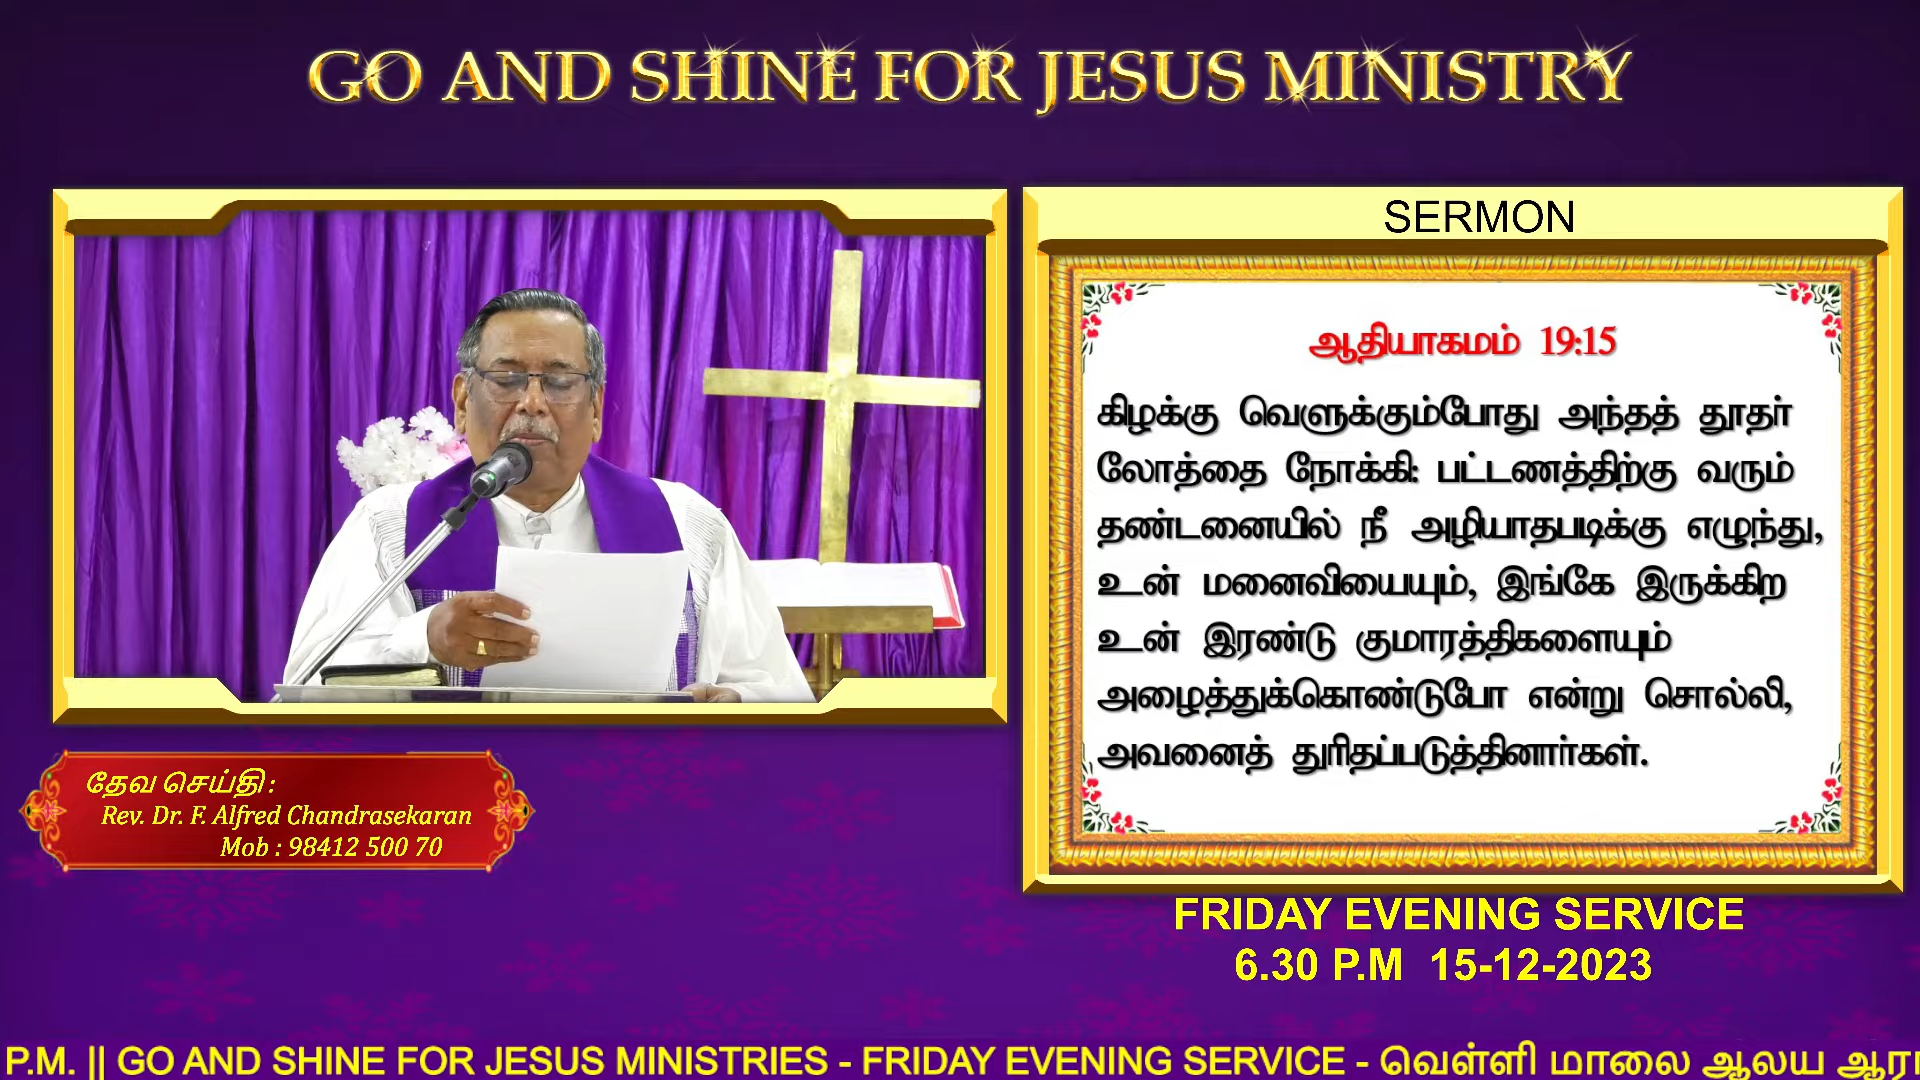 GO AND SHINE FOR JESUS MINISTRY
SERMON
ஆதியாகமம் 19:15
கிழக்கு வெளுக்கும்போது அந்தத் தூதர்
லோத்தை நோக்கி: பட்டணத்திற்கு வரும்
தண்டனையில் நீ அழியாதபடிக்கு எழுந்து,
உன் மனைவியையும், இங்கே இருக்கிற
உன் இரண்டு குமாரத்திகளையும்
அழைத்துக்கொண்டுபோ என்று சொல்லி,
அவனைத் துரிதப்படுத்தினார்கள்.
தேவ செய்தி :
Rev. Dr. F. Alfred Chandrasekaran
Mob : 98412 500 70
FRIDAY EVENING SERVICE
6.30 P.M 15-12-2023
P.M. || GO AND SHINE FOR JESUS MINISTRIES - FRIDAY EVENING SERVICE - வெள்ளி மாலை ஆலய